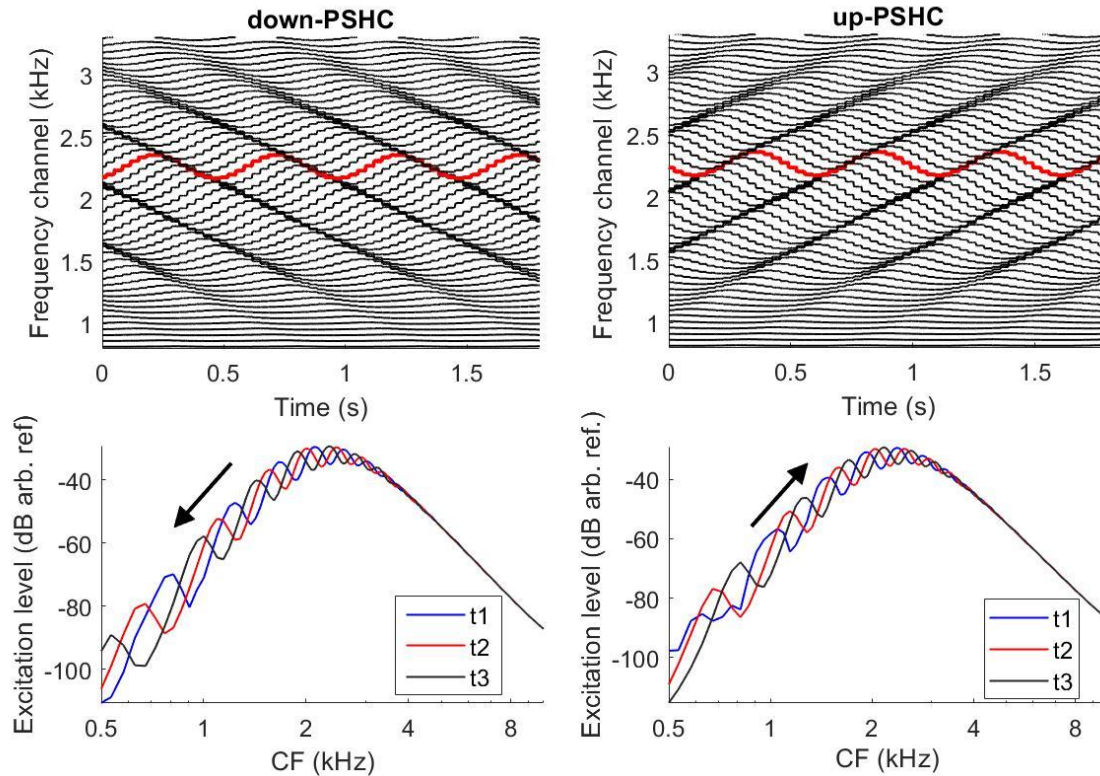 down-PSHC
Frequency channel (kHz)
3
2.5
2
1.5
1
0
0.5
1
1.5
Time (s)
up-PSHC
Frequency channel (kHz)
3
2.5
2
1.5
1
0
0.5
1
1.5
Time (s)
Excitation level (dB arb. ref)
-40
-60
-80
-100
t1
t2
t3
0.5
1
2
4
8
CF (kHz)
Excitation level (dB arb. ref.)
-40
-60
-80
-100
t1
t2
t3
0.5
1
2
4
8
CF (kHz)